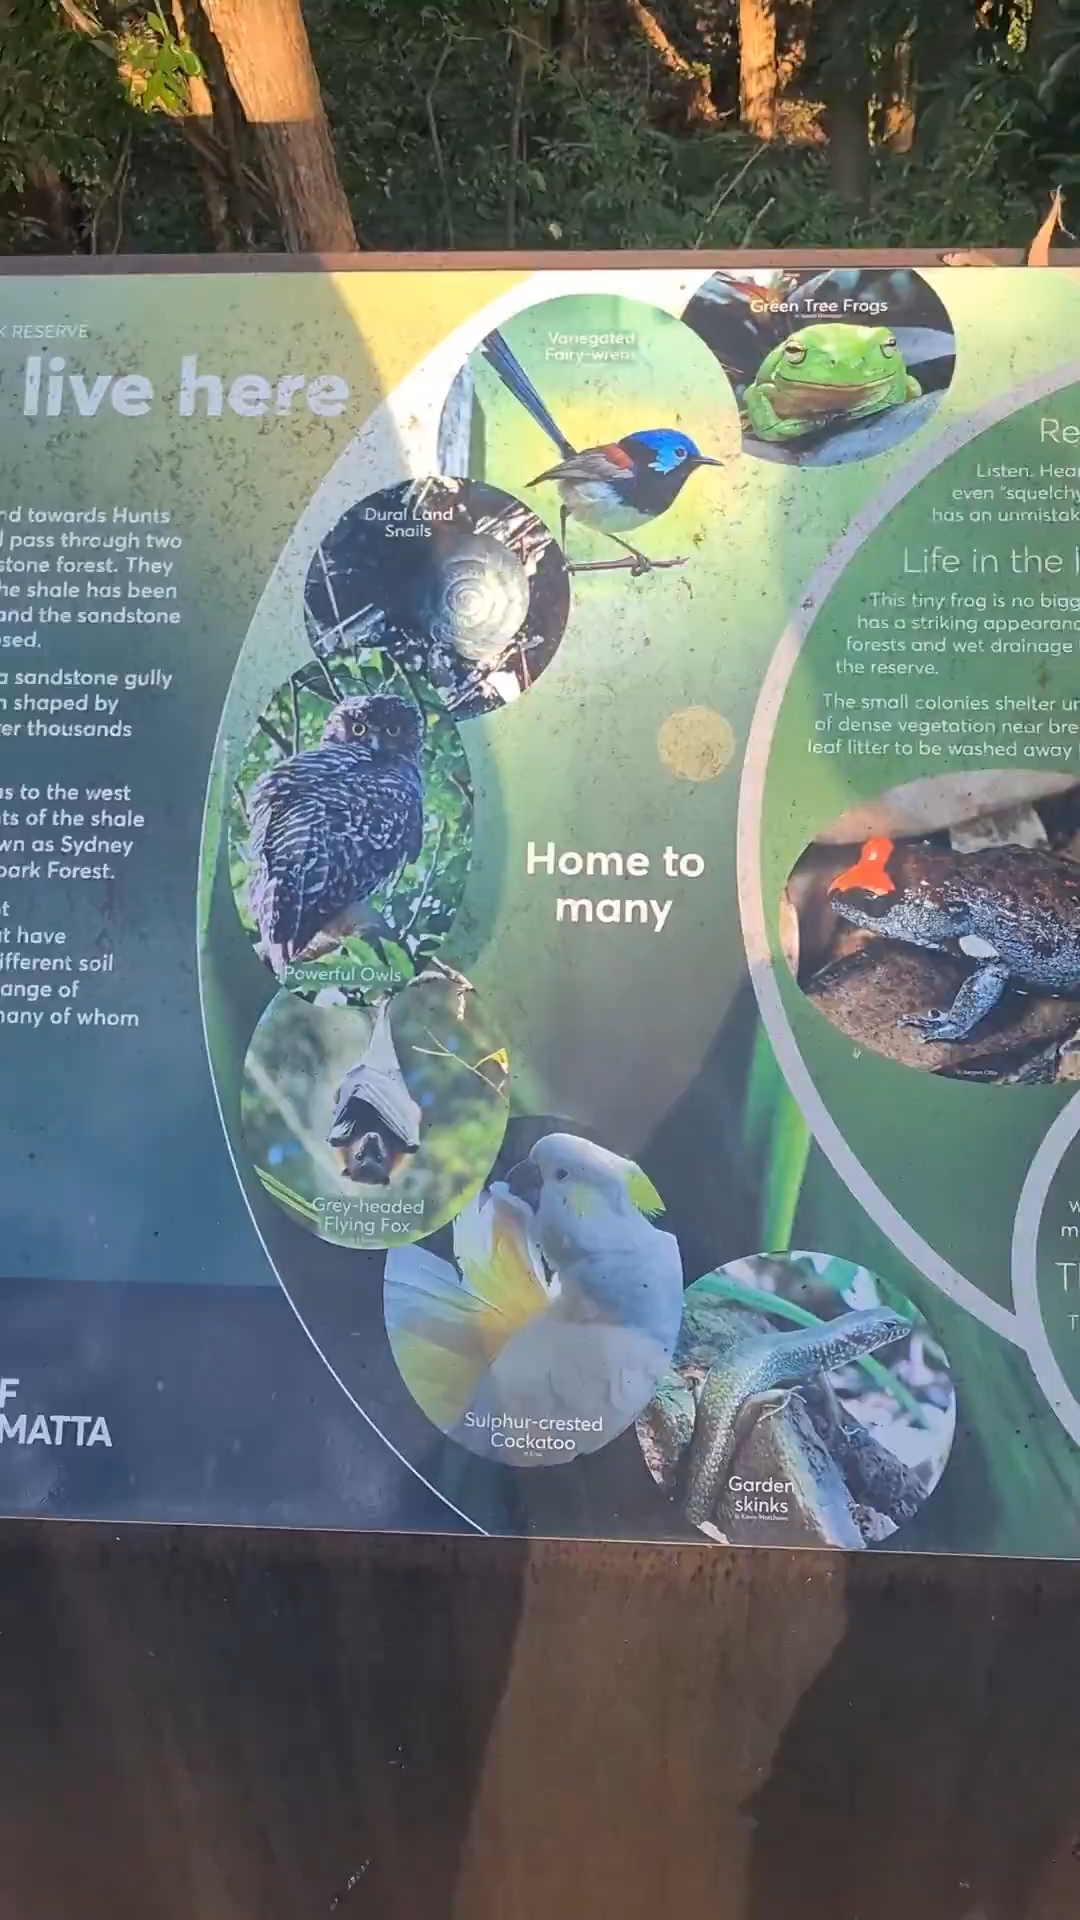 RESERVE
live here
towards Hunts
pass through two
stone forest. They
he shale has been
and the sandstone
sed.
a sandstone gully
shaped by
er thousands
as to the west
ts of the shale
wn as Sydney
park Forest.
t
t have
ifferent soil
ange of
many of whom
F
MATTA
Variegated
Fairy-wrens
Green Tree Frogs
Dural Land
Snails
Powerful Owls
Home to
many
Grey-headed
Flying Fox
Sulphur-crested
Cockatoo
Garden
skinks
Re
Listen. Hear
even "squelchy
has an unmistak
Life in the l
This tiny frog is no bigg
has a striking appearanc
forests and wet drainage
the reserve.
The small colonies shelter un
of dense vegetation near bre
leaf litter to be washed away
w
m
T